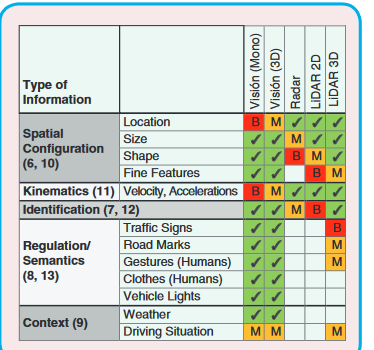 Type of Information Visión (Mono) Visión (3D) Radar LiDAR 2D LiDAR 3D
Spatial Configuration (6, 10)
Location B M ✓ ✓ ✓
Size ✓ ✓ M ✓ ✓
Shape ✓ ✓ B M ✓
Fine Features ✓ ✓ B M
Kinematics (11) Velocity, Accelerations B M ✓ ✓ ✓
Identification (7, 12) ✓ ✓ M B ✓
Regulation/ Semantics (8, 13)
Traffic Signs ✓ ✓ B
Road Marks ✓ ✓ M
Gestures (Humans) ✓ ✓ M
Clothes (Humans) ✓ ✓
Vehicle Lights ✓ ✓
Context (9)
Weather ✓ ✓
Driving Situation M M M